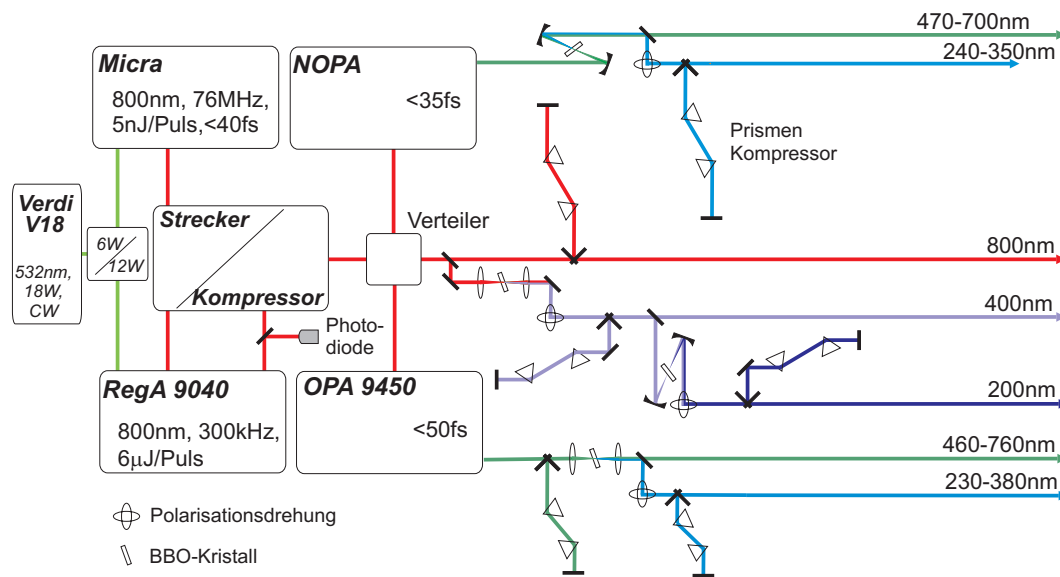 470-700nm
240-350nm
Micra
800nm, 76MHz,
5nJ/Puls,<40fs
NOPA
<35fs
Prismen
Kompressor
Verdi
V18
532nm,
18W,
CW
6W
12W
Strecker
Kompressor
Verteiler
800nm
Photo-
diode
400nm
RegA 9040
800nm, 300kHz,
6μJ/Puls
OPA 9450
<50fs
200nm
460-760nm
230-380nm
Polarisationsdrehung
BBO-Kristall